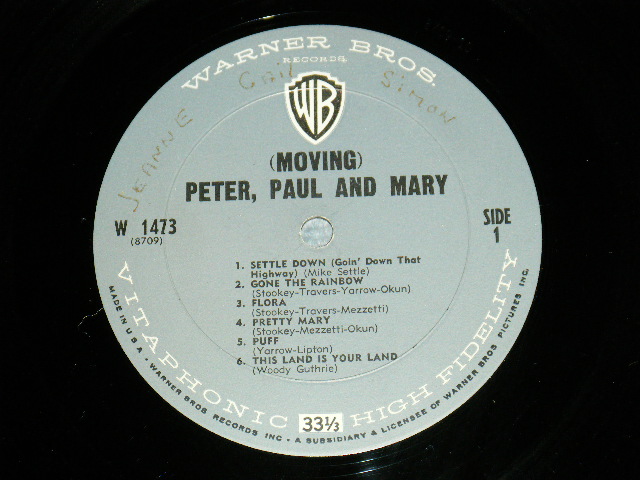 WARNER BROS.
RECORDS
JEANNE Gail Simon
WB
(MOVING)
PETER, PAUL AND MARY
W 1473
(8709)
SIDE
1
1. SETTLE DOWN (Goin' Down That
Highway) (Mike Settle)
2. GONE THE RAINBOW
(Stookey-Travers-Yarrow-Okun)
3. FLORA
(Stookey-Travers-Mezzetti)
4. PRETTY MARY
(Stookey-Mezzetti-Okun)
5. PUFF
(Yarrow-Lipton)
6. THIS LAND IS YOUR LAND
(Woody Guthrie)
VITAPHONIC HIGH FIDELITY
33⅓
MADE IN U.S.A. • WARNER BROS. RECORDS INC. • A SUBSIDIARY & LICENSEE OF WARNER BROS. PICTURES INC.